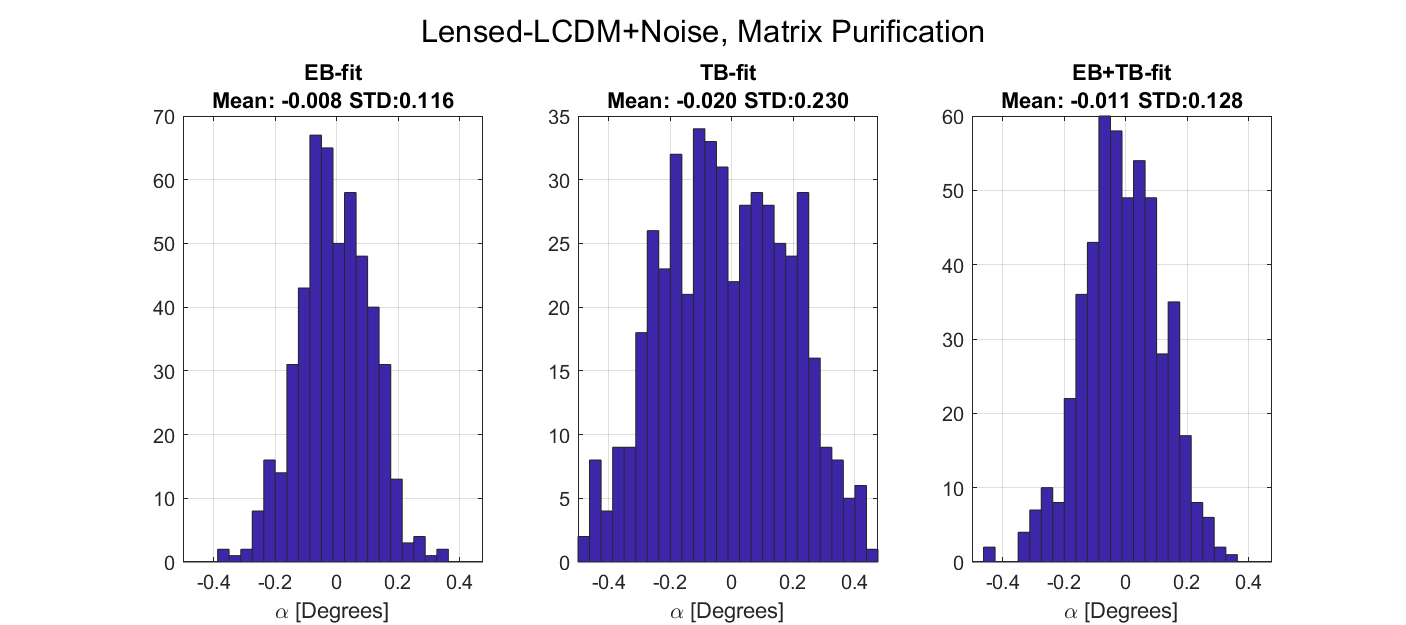 Lensed-LCDM+Noise, Matrix Purification
EB-fit
Mean: -0.008 STD:0.116
70
60
50
40
30
20
10
0
-0.4 -0.2 0 0.2 0.4
α [Degrees]
TB-fit
Mean: -0.020 STD:0.230
35
30
25
20
15
10
5
0
-0.4 -0.2 0 0.2 0.4
α [Degrees]
EB+TB-fit
Mean: -0.011 STD:0.128
60
50
40
30
20
10
0
-0.4 -0.2 0 0.2 0.4
α [Degrees]